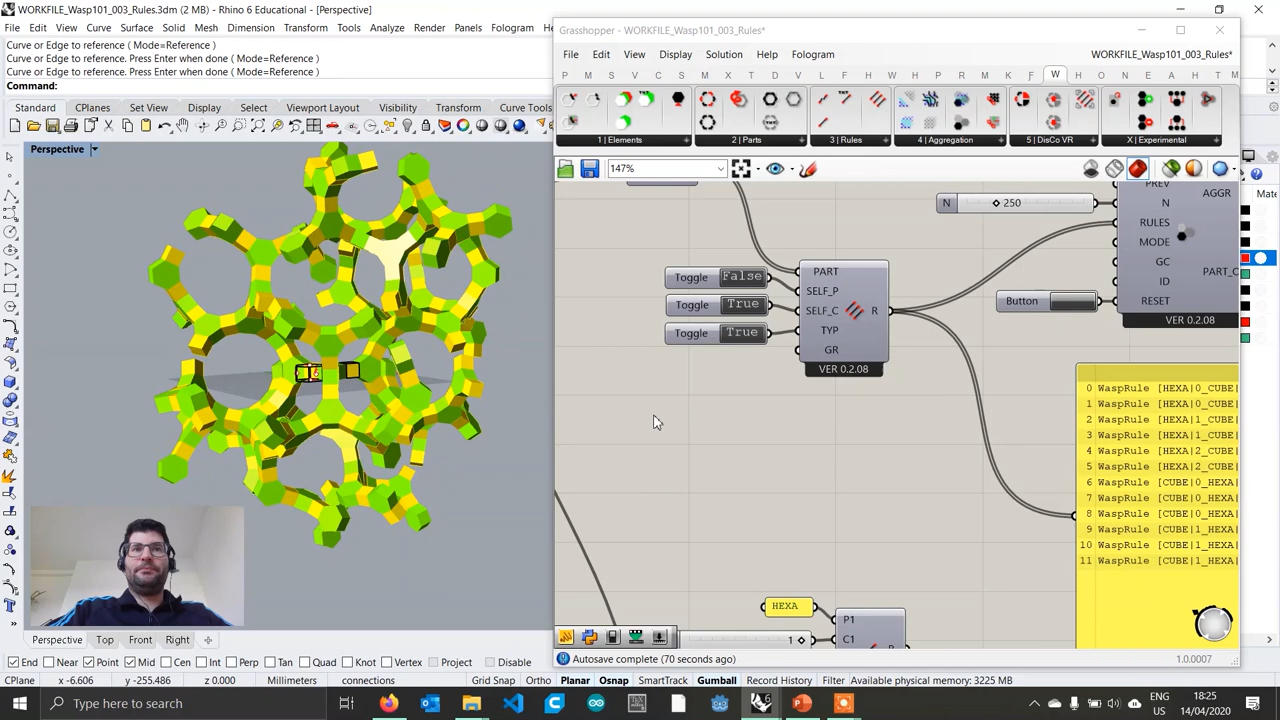 WORKFILE_Wasp101_003_Rules.3dm (2 MB) - Rhino 6 Educational - [Perspective]
File Edit View Curve Surface Solid Mesh Dimension Transform Tools Analyze Render Panels Fologram
Curve or Edge to reference ( Mode=Reference )
Curve or Edge to reference. Press Enter when done ( Mode=Reference )
Curve or Edge to reference. Press Enter when done ( Mode=Reference )
Command:
Standard CPlanes Set View Display Select Viewport Layout Visibility Transform Curve Tools
Perspective
Grasshopper - WORKFILE_Wasp101_003_Rules*
File Edit View Display Solution Help Fologram WORKFILE_Wasp101_003_Rules*
P M S V C S M X D V L F H W K F W H O V N E A H T M
1 | Elements 2 | Parts 3 | Rules 4 | Aggregation 5 | DisCo VR X | Experimental
147%
PREV
N 250 N
AGGR
RULES
MODE
GC
PART_C
ID
Button RESET
VER 0.2.08
Toggle False
Toggle True
Toggle True
PART
SELF_P
SELF_C R
TYP
GR
VER 0.2.08
0 WaspRule [HEXA|0_CUBE|
1 WaspRule [HEXA|0_CUBE|
2 WaspRule [HEXA|1_CUBE|
3 WaspRule [HEXA|1_CUBE|
4 WaspRule [HEXA|2_CUBE|
5 WaspRule [HEXA|2_CUBE|
6 WaspRule [CUBE|0_HEXA|
7 WaspRule [CUBE|0_HEXA|
8 WaspRule [CUBE|0_HEXA|
9 WaspRule [CUBE|1_HEXA|
10 WaspRule [CUBE|1_HEXA|
11 WaspRule [CUBE|1_HEXA|
HEXA P1
1 C1
Autosave complete (70 seconds ago) 1.0.0007
Mate
Perspective Top Front Right
End Near Point Mid Cen Int Perp Tan Quad Knot Vertex Project Disable
CPlane x -6.606 y -255.486 z 0.000 Millimeters connections Grid Snap Ortho Planar Osnap SmartTrack Gumball Record History Filter Available physical memory: 3225 MB
Type here to search
ENG
US
18:25
14/04/2020